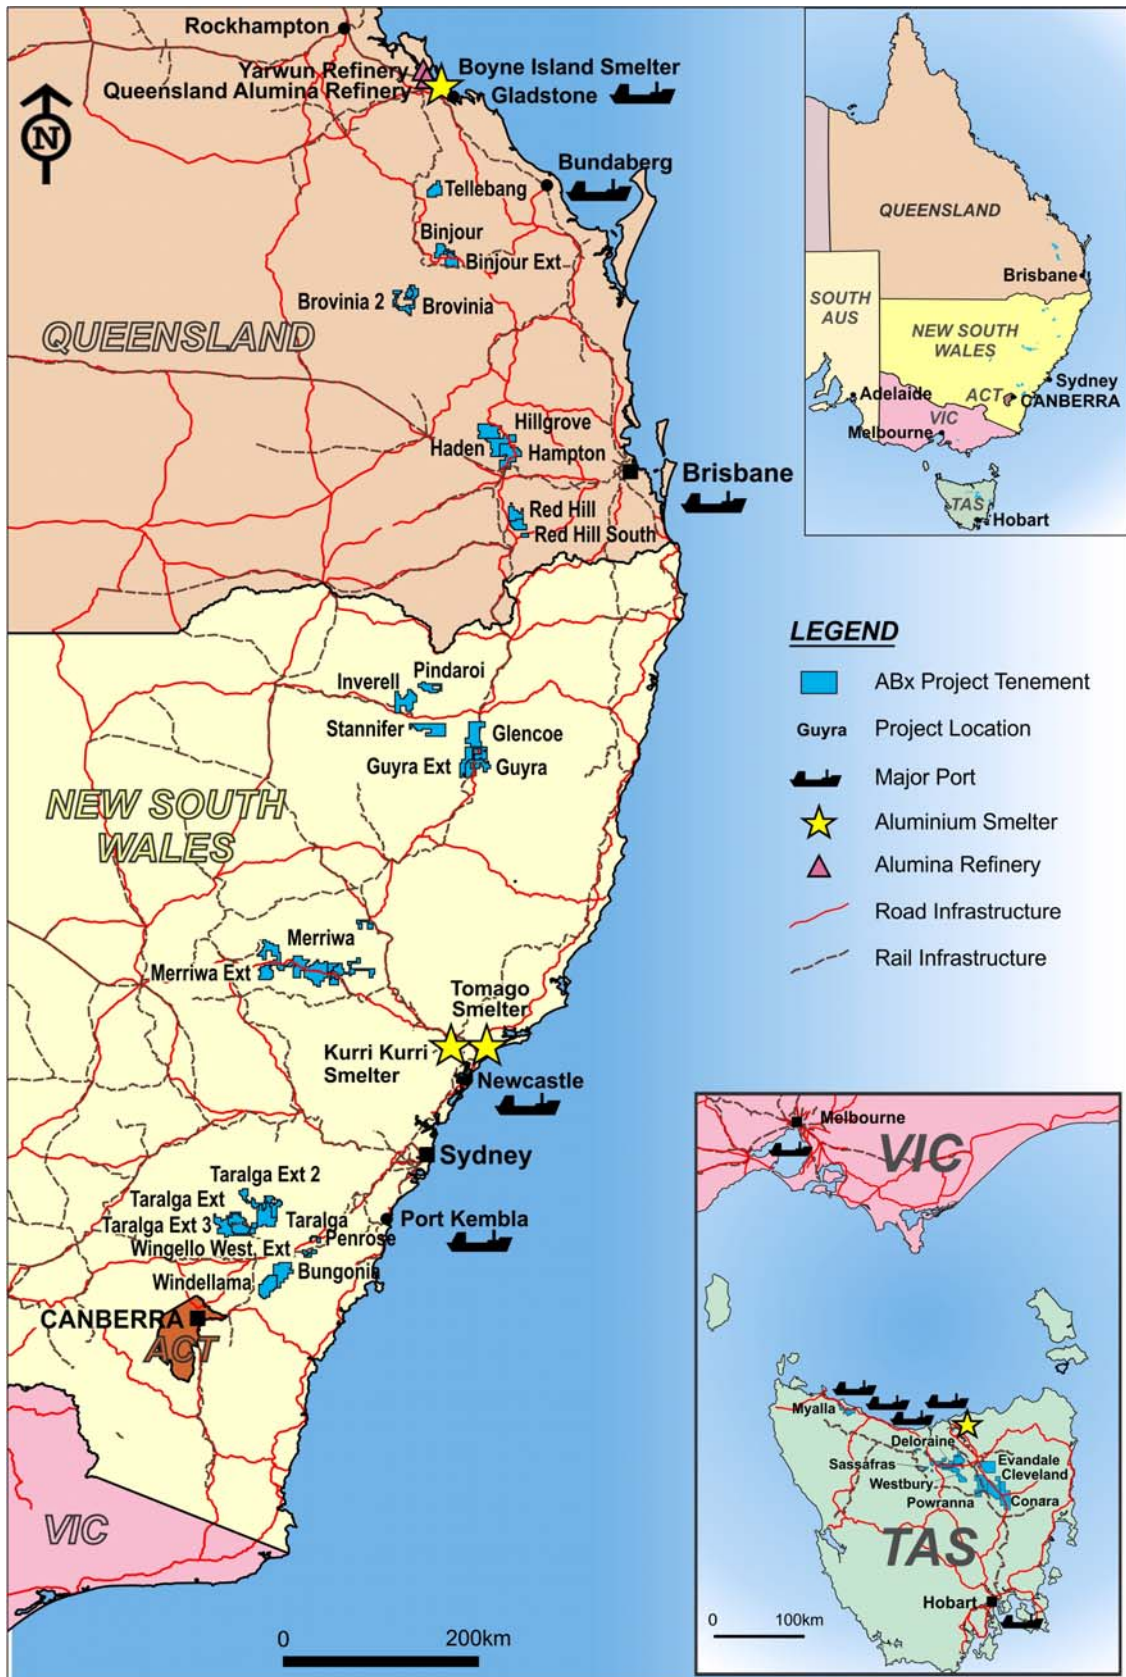 Rockhampton
Yarwun Refinery
Queensland Alumina Refinery
Boyne Island Smelter
Gladstone
N
Bundaberg
Tellebang
Binjour
Binjour Ext
Brovinia 2
Brovinia
QUEENSLAND
Hillgrove
Haden
Hampton
Brisbane
Red Hill
Red Hill South
Pindaroi
Inverell
Stannifer
Glencoe
Guyra Ext
Guyra
NEW SOUTH
WALES
Merriwa
Merriwa Ext
Tomago
Smelter
Kurri Kurri
Smelter
Newcastle
Sydney
Taralga Ext 2
Taralga Ext
Taralga Ext 3
Taralga
Penrose
Wingello West, Ext
Port Kembla
Bungonia
Windellama
CANBERRA
ACT
VIC
0
200km
QUEENSLAND
Brisbane
SOUTH
AUS
NEW SOUTH
WALES
Sydney
ACT
CANBERRA
Adelaide
VIC
Melbourne
TAS
Hobart
LEGEND
ABx Project Tenement
Guyra
Project Location
Major Port
Aluminium Smelter
Alumina Refinery
Road Infrastructure
Rail Infrastructure
Melbourne
VIC
Myalla
Deloraine
Sassafras
Evandale
Cleveland
Westbury
Powranna
Conara
TAS
Hobart
0
100km